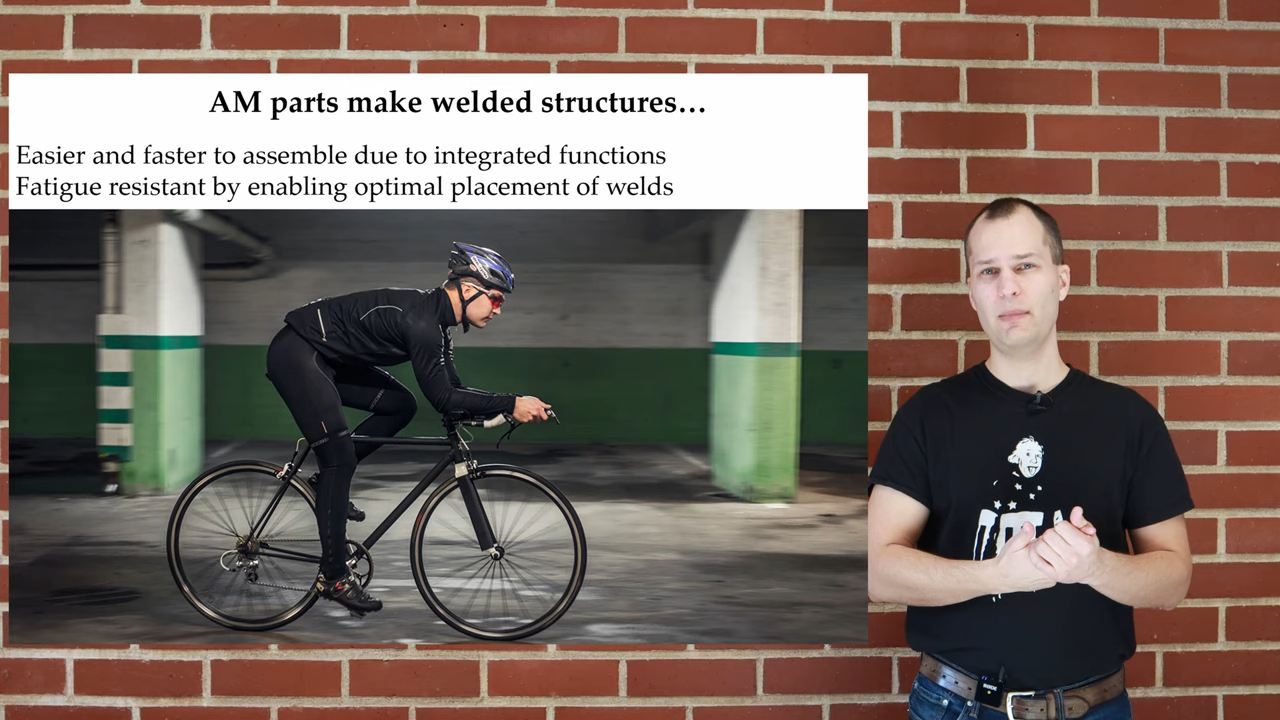 AM parts make welded structures…
Easier and faster to assemble due to integrated functions
Fatigue resistant by enabling optimal placement of welds